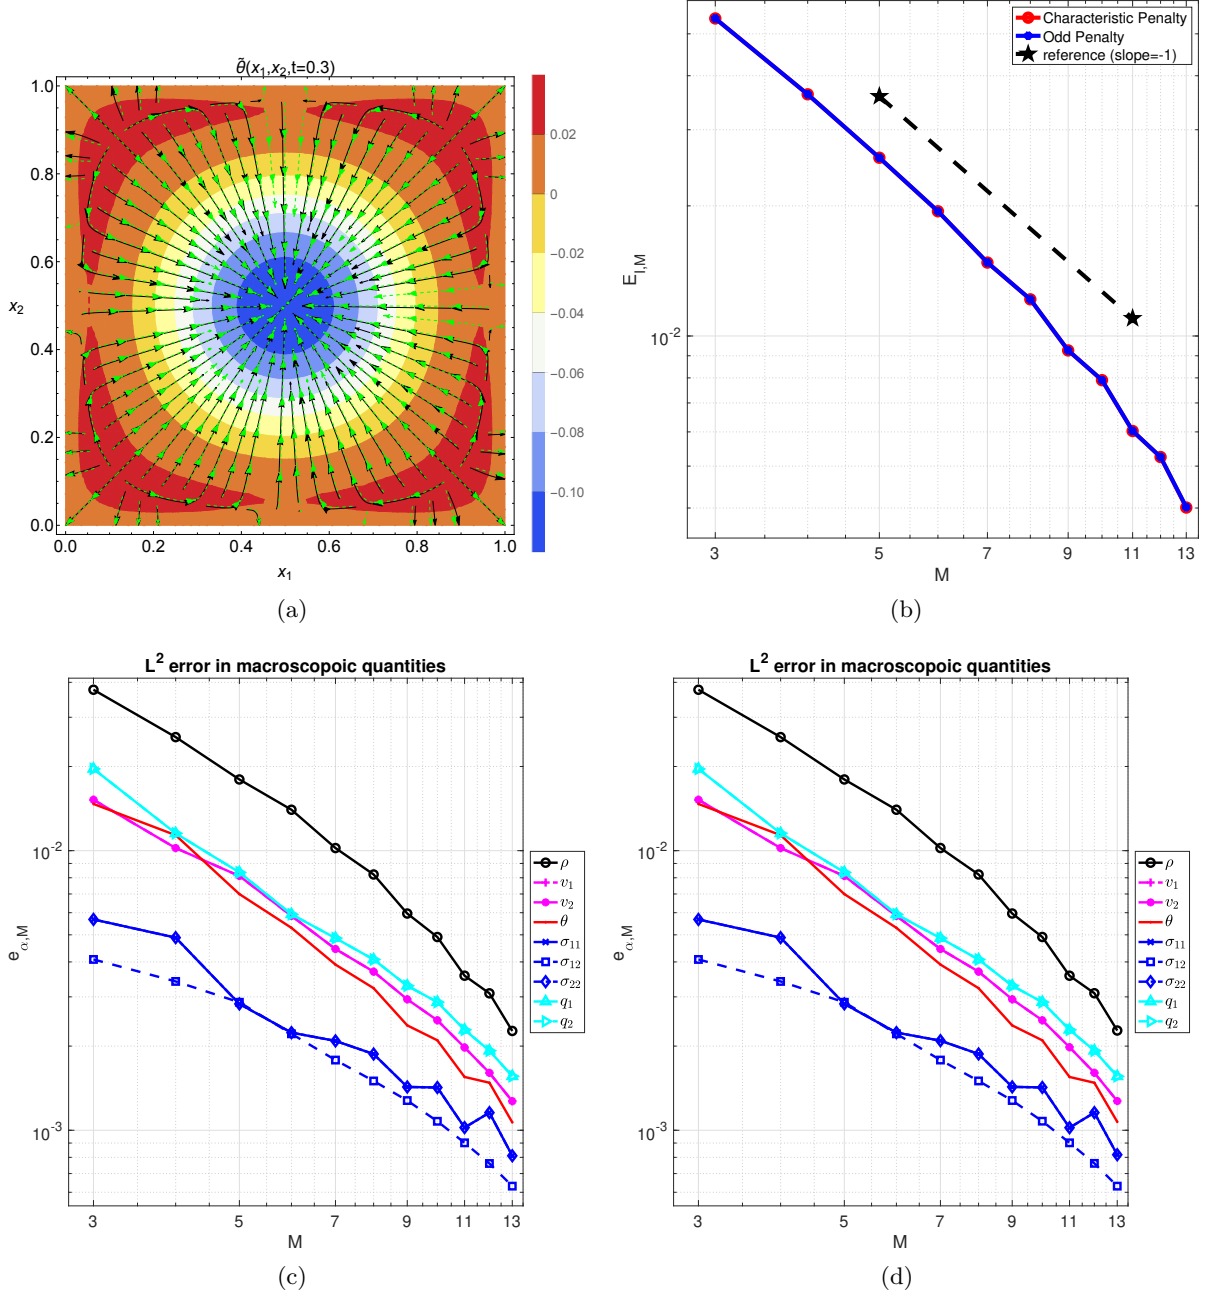 θ̃(x₁,x₂,t=0.3)
1.0
0.8
0.6
x₂
0.4
0.2
0.0
0.0 0.2 0.4 0.6 0.8 1.0
x₁
0.02
0
−0.02
−0.04
−0.06
−0.08
−0.10
(a)
Characteristic Penalty
Odd Penalty
reference (slope=-1)
E_{I,M}
10⁻²
3 5 7 9 11 13
M
(b)
L² error in macroscopoic quantities
e_{α,M}
10⁻²
10⁻³
3 5 7 9 11 13
M
ρ
v₁
v₂
θ
σ₁₁
σ₁₂
σ₂₂
q₁
q₂
(c)
L² error in macroscopoic quantities
e_{α,M}
10⁻²
10⁻³
3 5 7 9 11 13
M
ρ
v₁
v₂
θ
σ₁₁
σ₁₂
σ₂₂
q₁
q₂
(d)